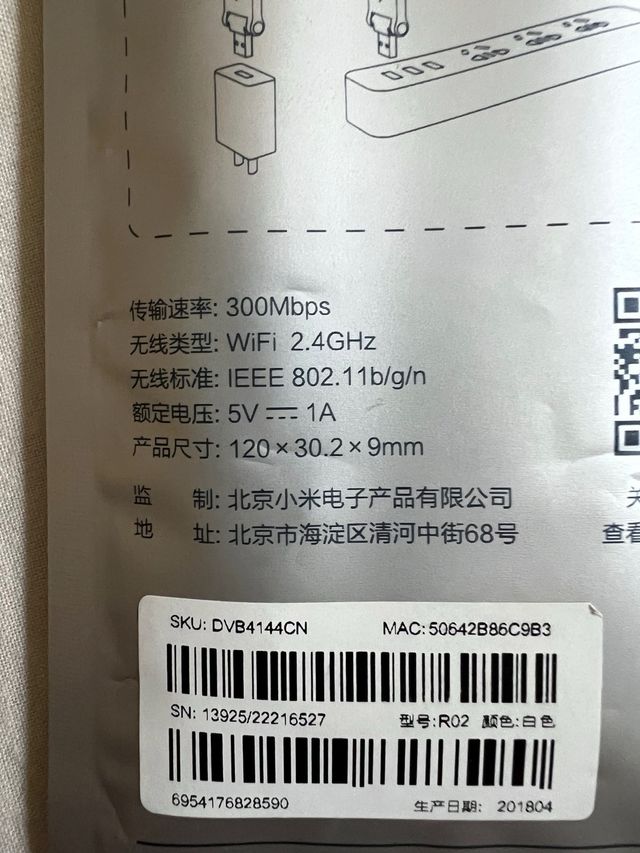 传输速率: 300Mbps
无线类型: WiFi 2.4GHz
无线标准: IEEE 802.11b/g/n
额定电压: 5V ⎓ 1A
产品尺寸: 120×30.2×9mm
监 制: 北京小米电子产品有限公司
关
地 址: 北京市海淀区清河中街68号
查看
SKU: DVB4144CN MAC: 50642B86C9B3
SN: 13925/22216527 型号:R02 颜色:白色
6954176828590 生产日期: 201804